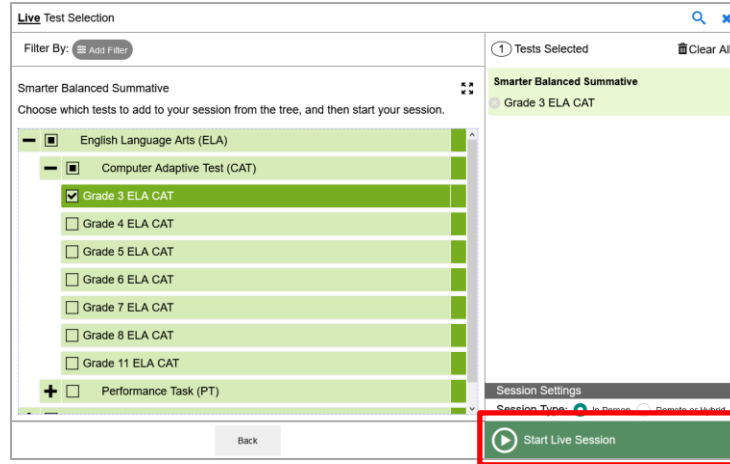 Live Test Selection
Filter By: Add Filter
Smarter Balanced Summative
Choose which tests to add to your session from the tree, and then start your session.
English Language Arts (ELA)
Computer Adaptive Test (CAT)
Grade 3 ELA CAT
Grade 4 ELA CAT
Grade 5 ELA CAT
Grade 6 ELA CAT
Grade 7 ELA CAT
Grade 8 ELA CAT
Grade 11 ELA CAT
Performance Task (PT)
Back
1 Tests Selected Clear All
Smarter Balanced Summative
Grade 3 ELA CAT
Session Settings
Session Type: In Person Remote or Hybrid
Start Live Session